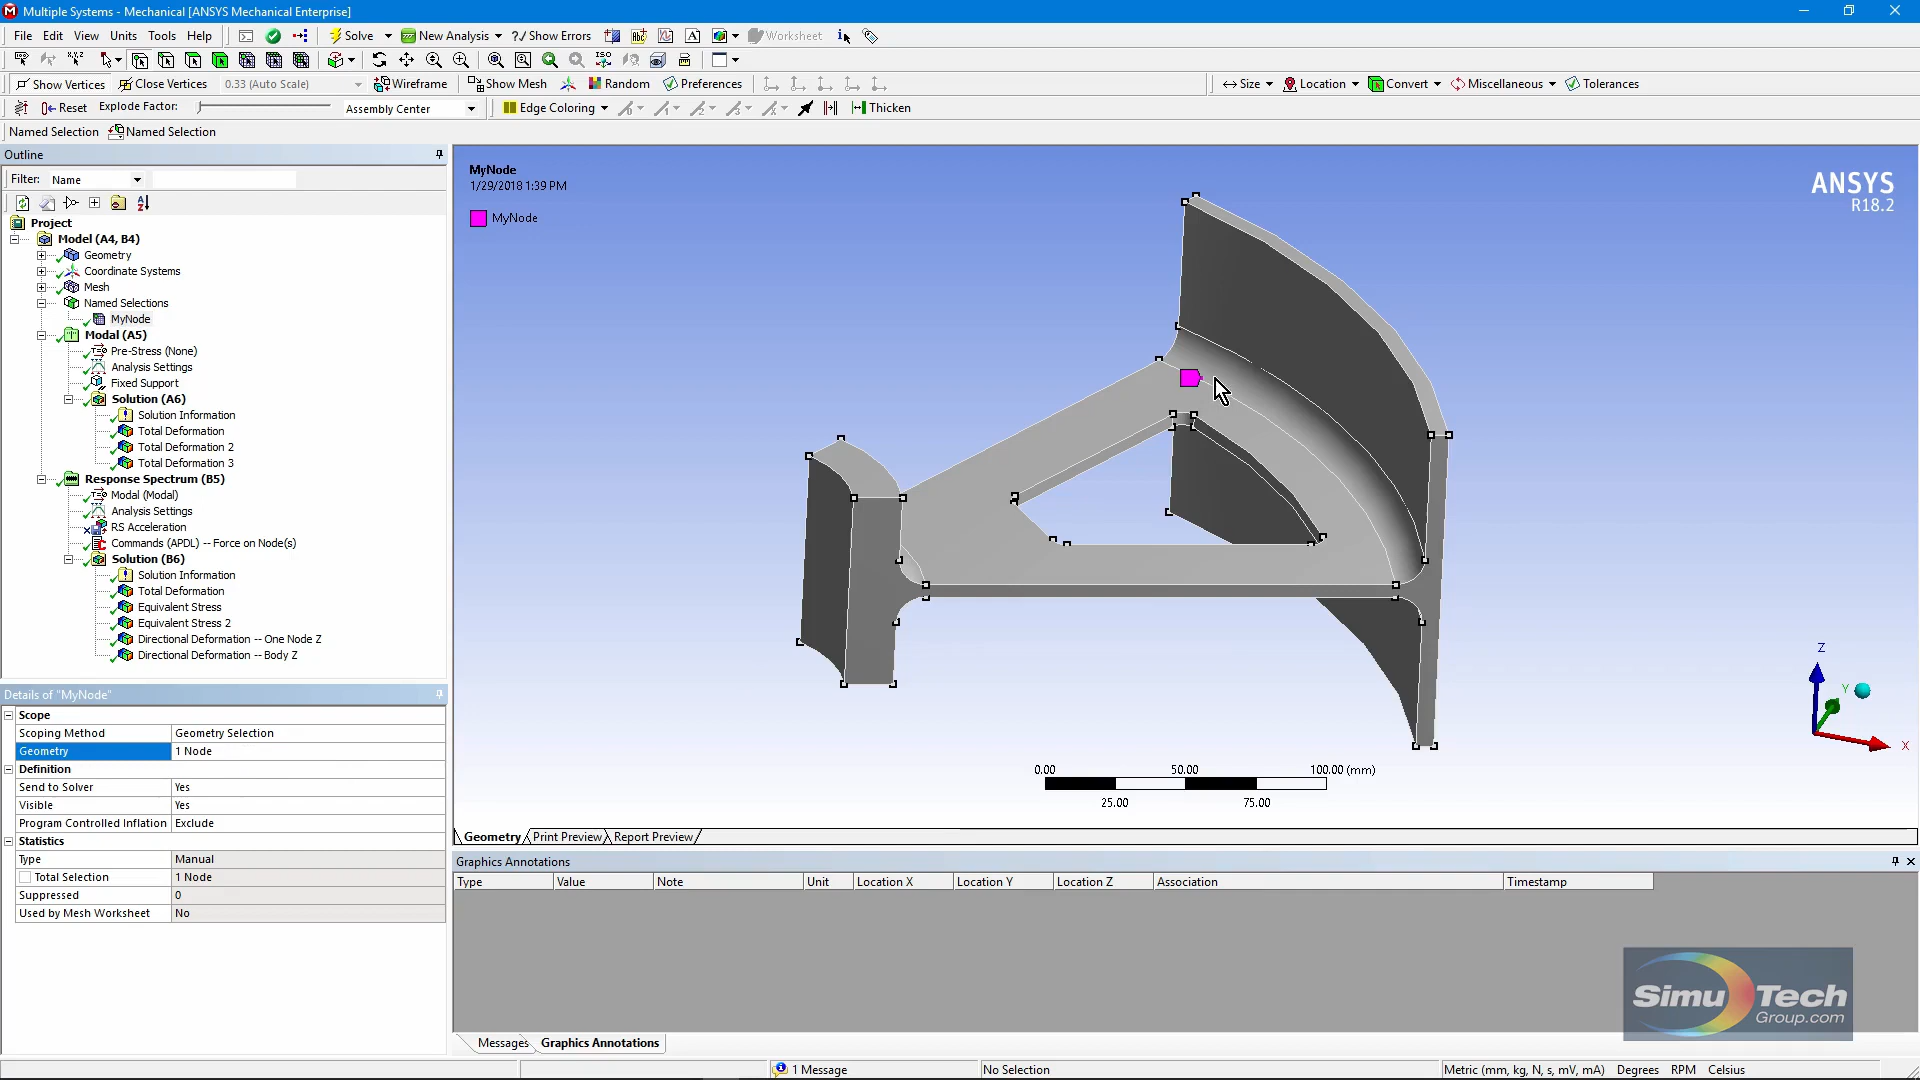 Multiple Systems - Mechanical [ANSYS Mechanical Enterprise]
File Edit View Units Tools Help Solve New Analysis ?/ Show Errors Worksheet
Show Vertices Close Vertices 0.33 (Auto Scale) Wireframe Show Mesh Random Preferences Size Location Convert Miscellaneous Tolerances
Reset Explode Factor: Assembly Center Edge Coloring Thicken
Named Selection Named Selection
Outline
Filter: Name
Project
Model (A4, B4)
Geometry
Coordinate Systems
Mesh
Named Selections
MyNode
Modal (A5)
Pre-Stress (None)
Analysis Settings
Fixed Support
Solution (A6)
Solution Information
Total Deformation
Total Deformation 2
Total Deformation 3
Response Spectrum (B5)
Modal (Modal)
Analysis Settings
RS Acceleration
Commands (APDL) -- Force on Node(s)
Solution (B6)
Solution Information
Total Deformation
Equivalent Stress
Equivalent Stress 2
Directional Deformation -- One Node Z
Directional Deformation -- Body Z
Details of "MyNode"
Scope
Scoping Method Geometry Selection
Geometry 1 Node
Definition
Send to Solver Yes
Visible Yes
Program Controlled Inflation Exclude
Statistics
Type Manual
Total Selection 1 Node
Suppressed 0
Used by Mesh Worksheet No
MyNode
1/29/2018 1:39 PM
MyNode
ANSYS
R18.2
Z
Y
X
0.00 50.00 100.00 (mm)
25.00 75.00
Geometry Print Preview Report Preview
Graphics Annotations
Type Value Note Unit Location X Location Y Location Z Association Timestamp
SimuTech
Group.com
Messages Graphics Annotations
1 Message No Selection Metric (mm, kg, N, s, mV, mA) Degrees RPM Celsius